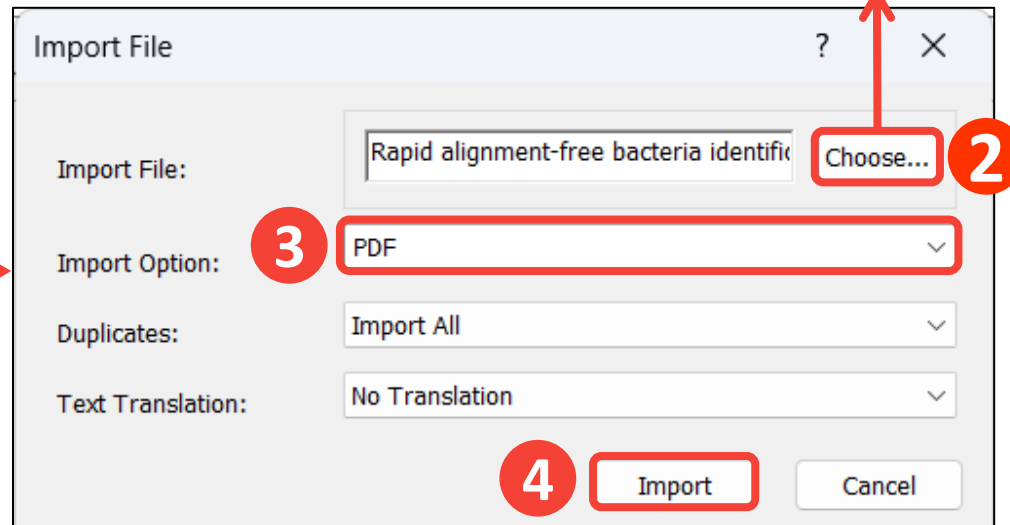 Import File ?
Import File: Rapid alignment-free bacteria Choose... 2
Import Option: 3 PDF
Duplicates: Import All
Text Translation: No Translation
4 Import Cancel